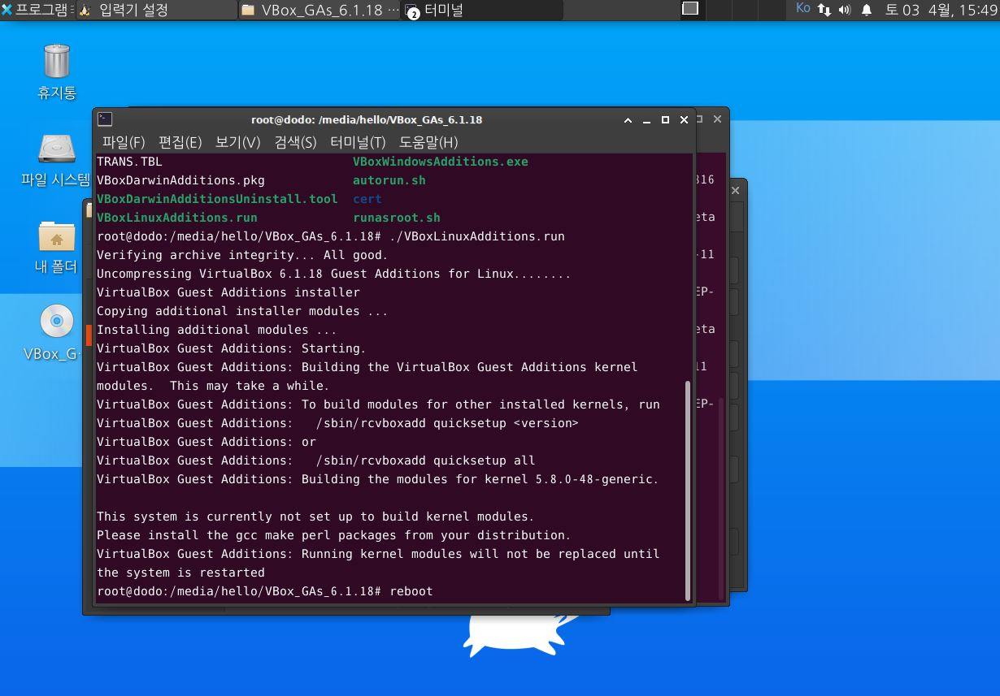 프로그램
입력기 설정
VBox_GAs_6.1.18 ...
2
터미널
Ko
토 03 4월, 15:49
휴지통
파일 시스템
내 폴더
VBox_G·
root@dodo: /media/hello/VBox_GAs_6.1.18
파일(F) 편집(E) 보기(V) 검색(S) 터미널(T) 도움말(H)
TRANS.TBL VBoxWindowsAdditions.exe
VBoxDarwinAdditions.pkg autorun.sh
VBoxDarwinAdditionsUninstall.tool cert
VBoxLinuxAdditions.run runasroot.sh
root@dodo:/media/hello/VBox_GAs_6.1.18# ./VBoxLinuxAdditions.run
Verifying archive integrity... All good.
Uncompressing VirtualBox 6.1.18 Guest Additions for Linux........
VirtualBox Guest Additions installer
Copying additional installer modules ...
Installing additional modules ...
VirtualBox Guest Additions: Starting.
VirtualBox Guest Additions: Building the VirtualBox Guest Additions kernel
modules.  This may take a while.
VirtualBox Guest Additions: To build modules for other installed kernels, run
VirtualBox Guest Additions:   /sbin/rcvboxadd quicksetup <version>
VirtualBox Guest Additions: or
VirtualBox Guest Additions:   /sbin/rcvboxadd quicksetup all
VirtualBox Guest Additions: Building the modules for kernel 5.8.0-48-generic.
This system is currently not set up to build kernel modules.
Please install the gcc make perl packages from your distribution.
VirtualBox Guest Additions: Running kernel modules will not be replaced until
the system is restarted
root@dodo:/media/hello/VBox_GAs_6.1.18# reboot
316
eta
-11
EP-
eta
11
EP-